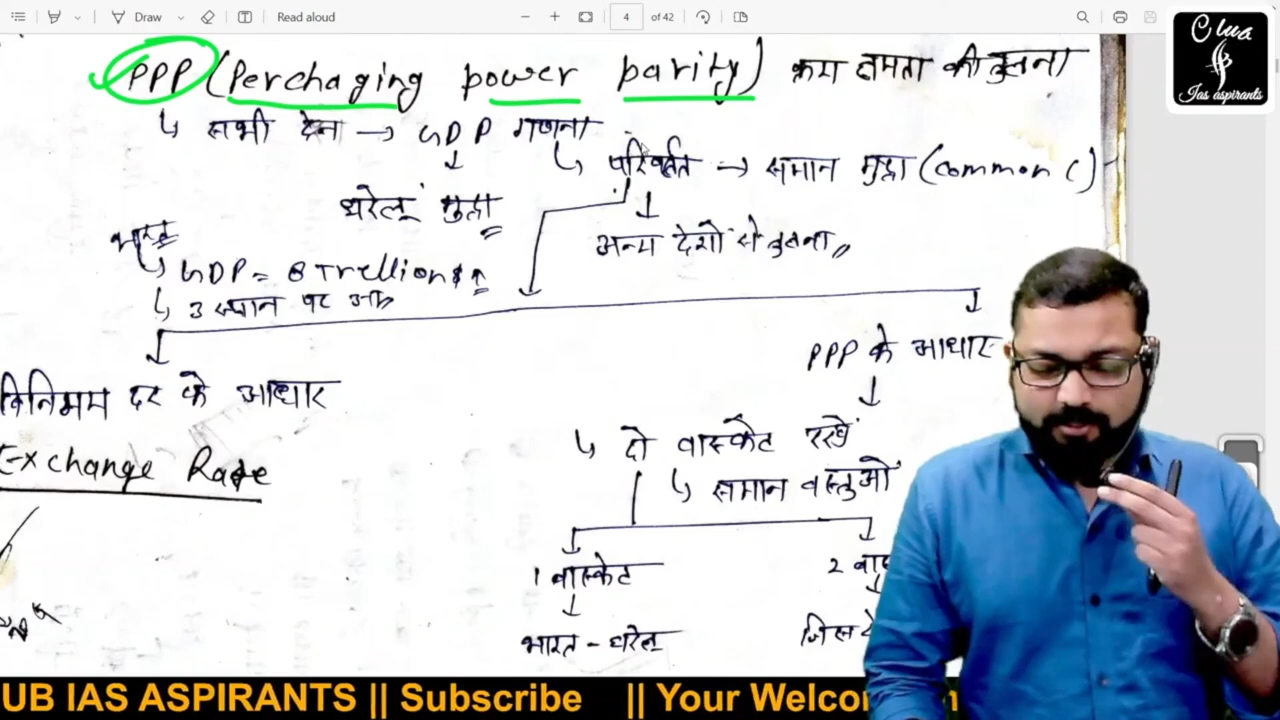 Draw
Read aloud
4
of 42
Clua
Ias aspirants
PPP (Perchaging power parity) क्रय क्षमता की तुलना
↳ सभी देश → GDP गणना
↓ ↳ परिवर्तित → समान मुद्रा (common C)
घरेलू मुद्रा
अन्य देशों से तुलना
भारत
↳ GDP = 8 Trellion $
↳ 3 स्थान पर
PPP के आधार
विनिमय दर के आधार
Exchange Rate
↳ दो वास्केट रखें
↳ समान वस्तुओं
1 वास्केट
2
भारत - घरेलू
UB IAS ASPIRANTS || Subscribe || Your Welcom